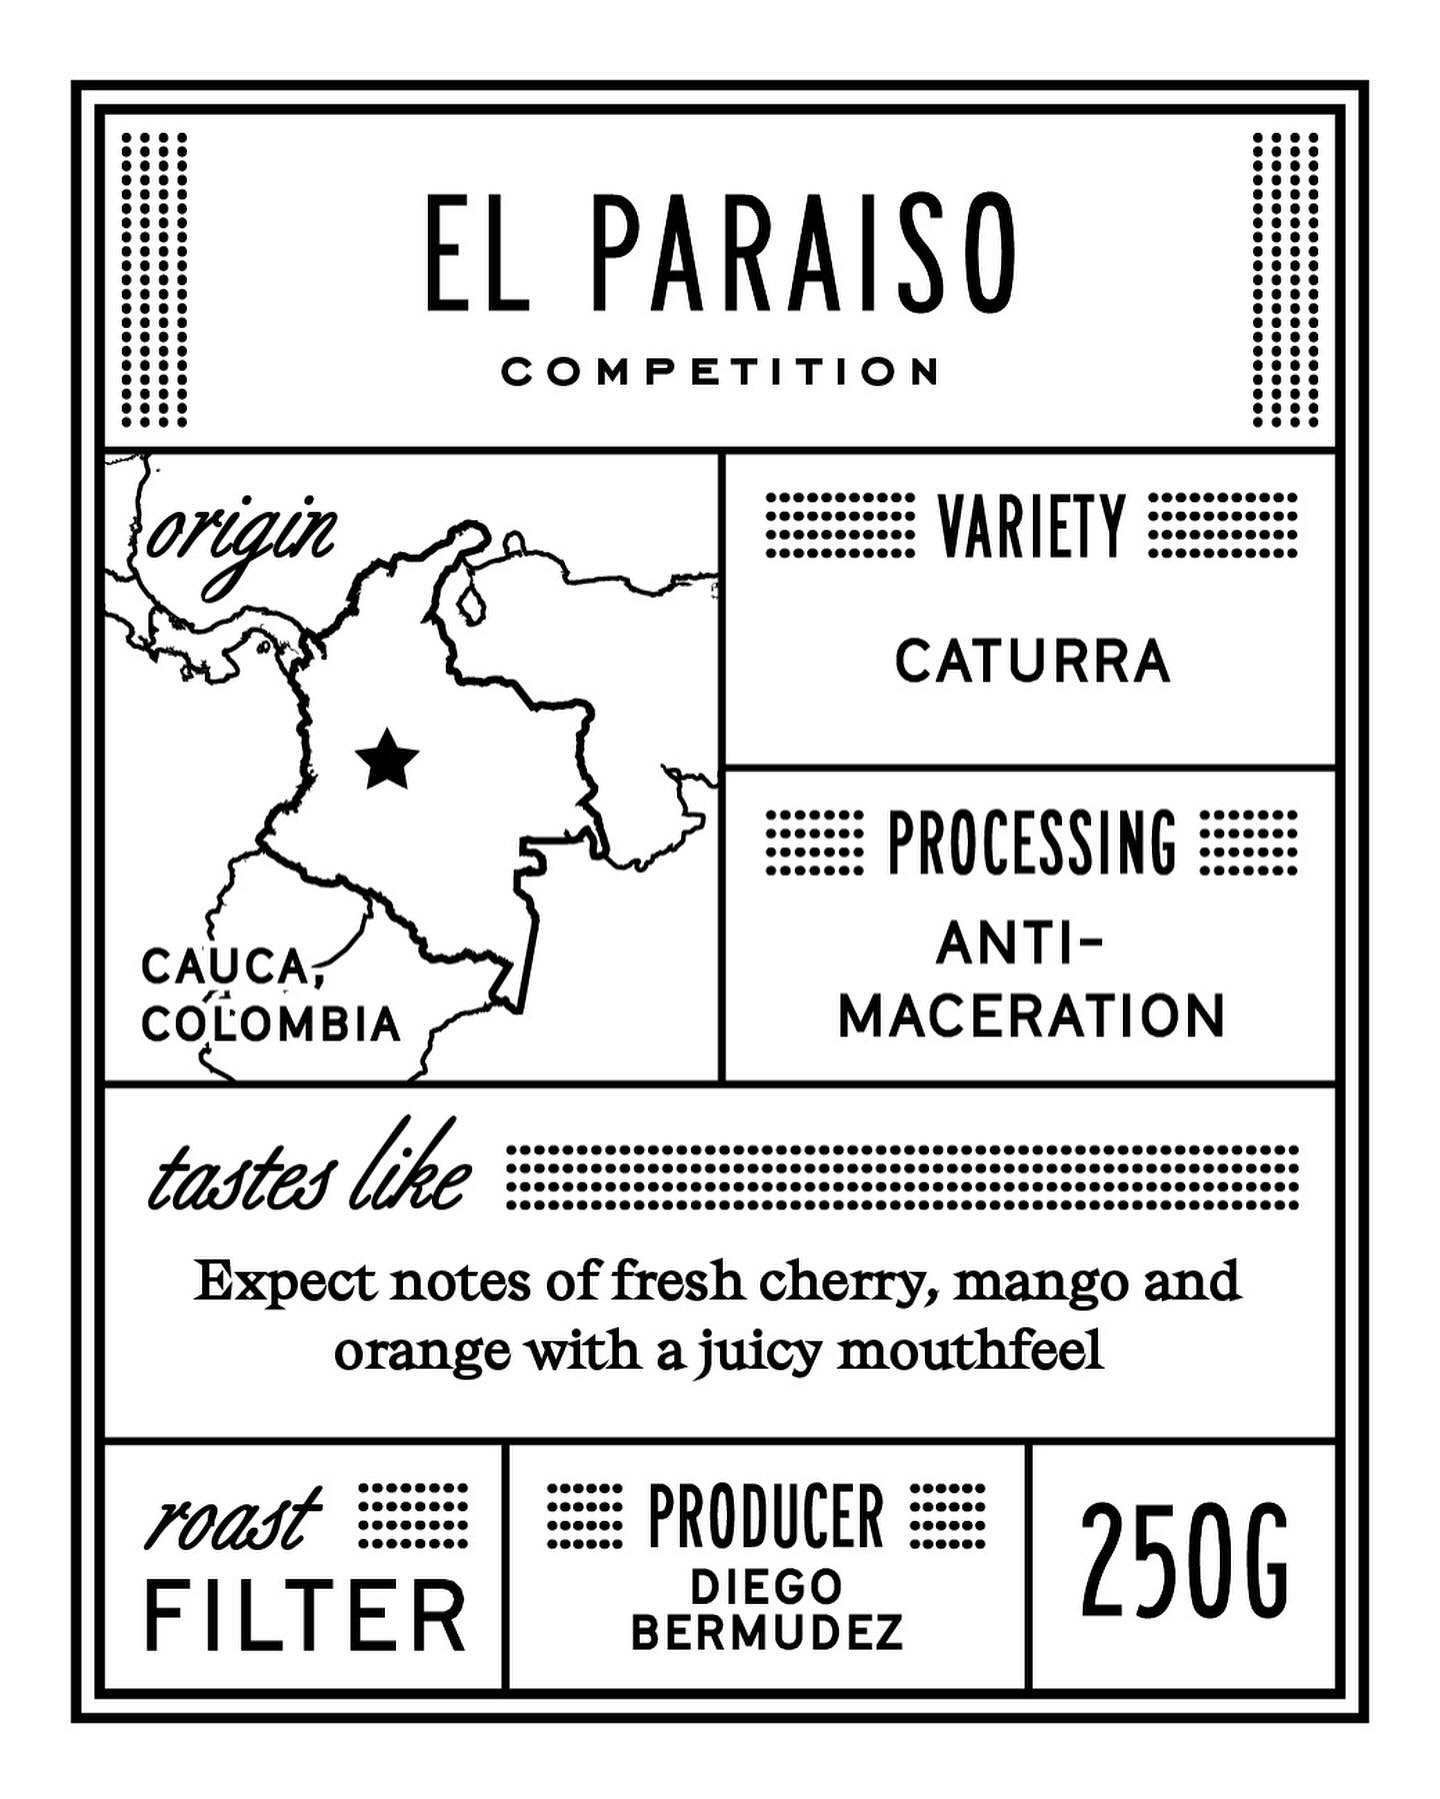 EL PARAISO
COMPETITION
origin
CAUCA,
COLOMBIA
VARIETY
CATURRA
PROCESSING
ANTI-
MACERATION
tastes like
Expect notes of fresh cherry, mango and
orange with a juicy mouthfeel
roast
FILTER
PRODUCER
DIEGO
BERMUDEZ
250G